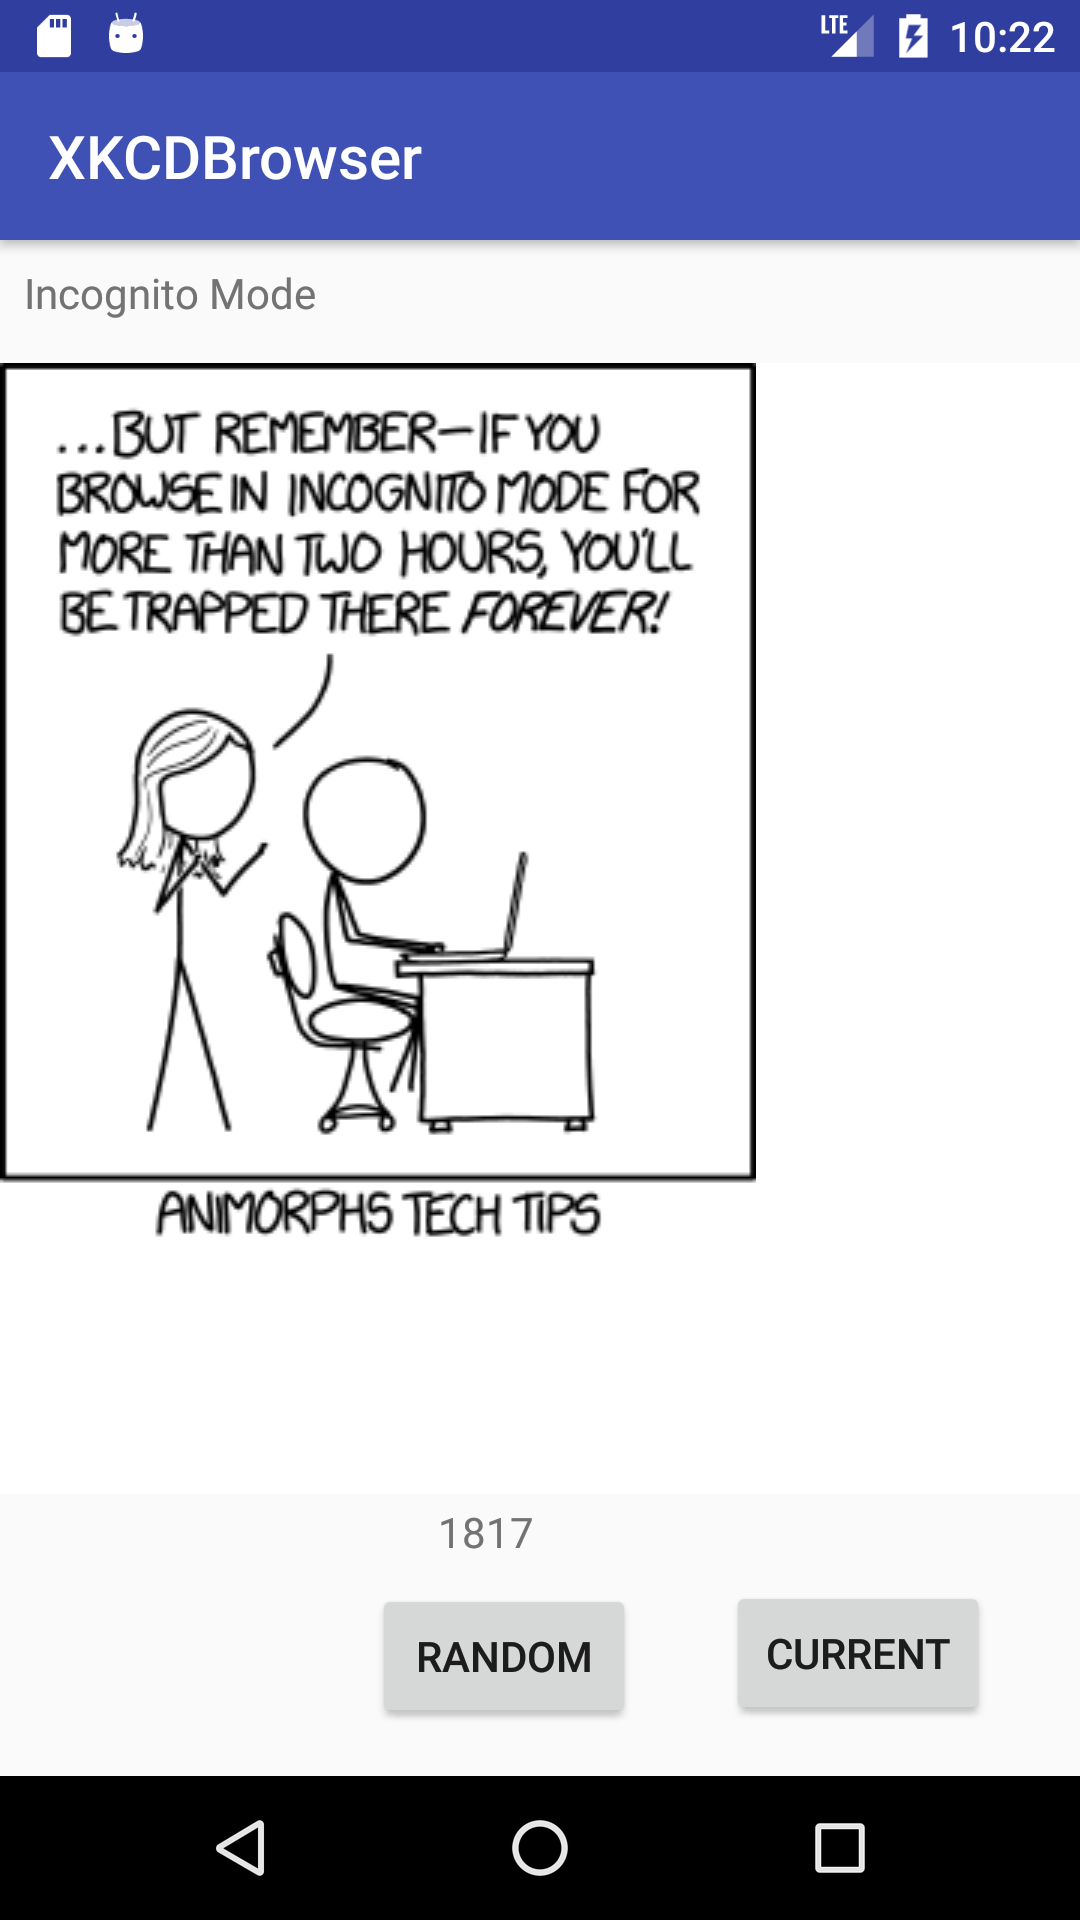 LTE 10:22
XKCDBrowser
Incognito Mode
...BUT REMEMBER—IF YOU
BROWSE IN INCOGNITO MODE FOR
MORE THAN TWO HOURS, YOU'LL
BE TRAPPED THERE FOREVER!
ANIMORPHS TECH TIPS
1817
RANDOM CURRENT